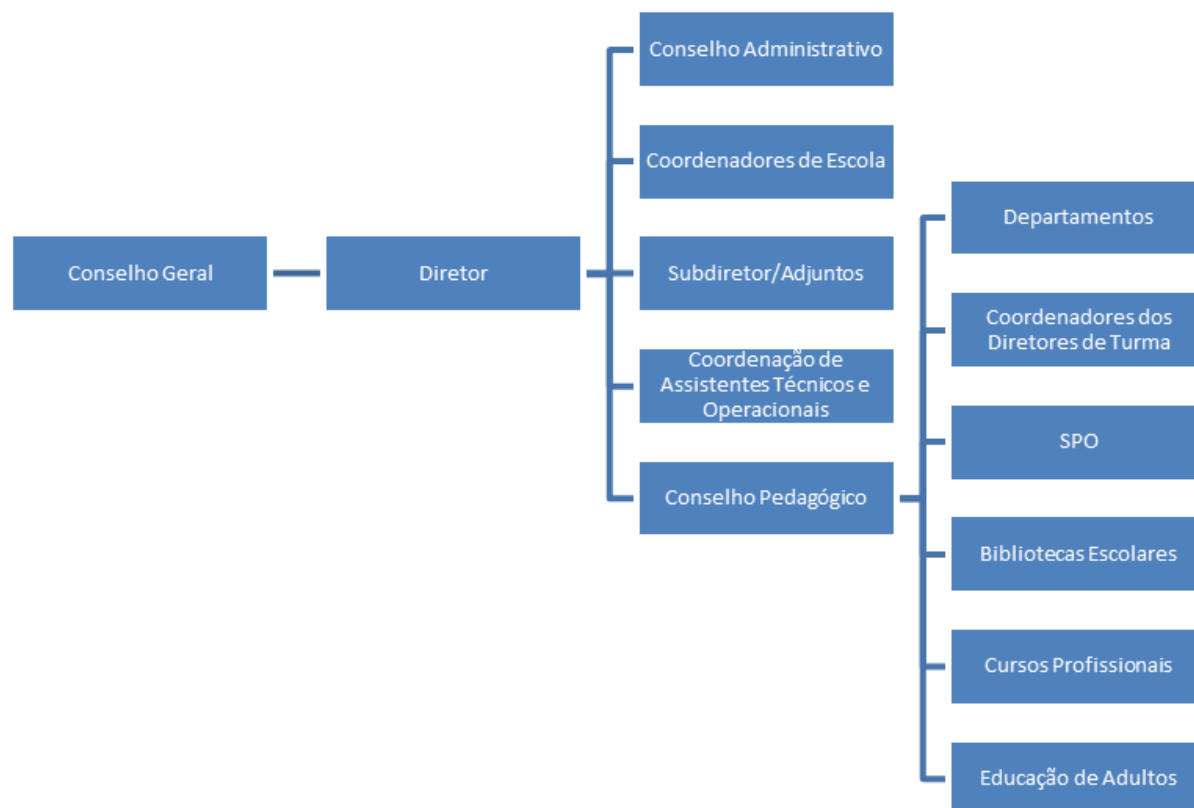 Conselho Geral
Diretor
Conselho Administrativo
Coordenadores de Escola
Subdiretor/Adjuntos
Coordenação de
Assistentes Técnicos e
Operacionais
Conselho Pedagógico
Departamentos
Coordenadores dos
Diretores de Turma
SPO
Bibliotecas Escolares
Cursos Profissionais
Educação de Adultos